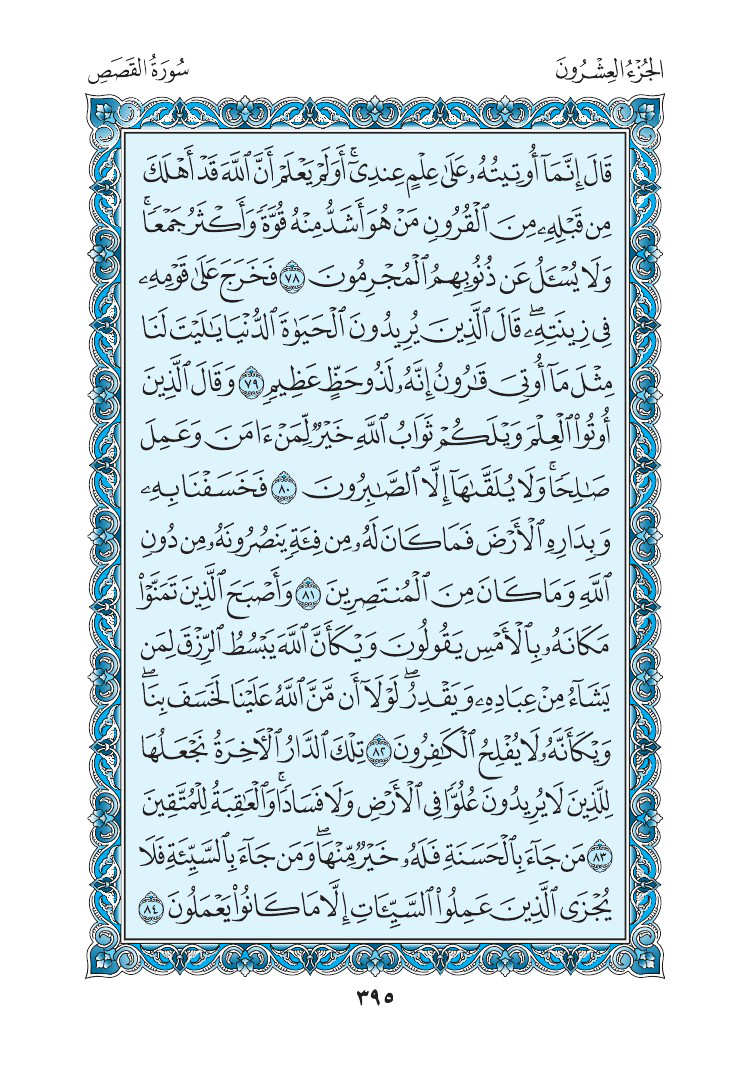 الجُزْءُ العِشْرُونَ
سُورَةُ القَصَصِ
قَالَ إِنَّمَآ أُوتِيتُهُۥ عَلَىٰ عِلْمٍ عِندِىٓۚ أَوَلَمْ يَعْلَمْ أَنَّ ٱللَّهَ قَدْ أَهْلَكَ
مِن قَبْلِهِۦ مِنَ ٱلْقُرُونِ مَنْ هُوَ أَشَدُّ مِنْهُ قُوَّةً وَأَكْثَرُ جَمْعًاۚ
وَلَا يُسْـَٔلُ عَن ذُنُوبِهِمُ ٱلْمُجْرِمُونَ ٧٨ فَخَرَجَ عَلَىٰ قَوْمِهِۦ
فِى زِينَتِهِۦۖ قَالَ ٱلَّذِينَ يُرِيدُونَ ٱلْحَيَوٰةَ ٱلدُّنْيَا يَٰلَيْتَ لَنَا
مِثْلَ مَآ أُوتِىَ قَٰرُونُ إِنَّهُۥ لَذُو حَظٍّ عَظِيمٍ ٧٩ وَقَالَ ٱلَّذِينَ
أُوتُوا۟ ٱلْعِلْمَ وَيْلَكُمْ ثَوَابُ ٱللَّهِ خَيْرٌ لِّمَنْ ءَامَنَ وَعَمِلَ
صَٰلِحًاۚ وَلَا يُلَقَّىٰهَآ إِلَّا ٱلصَّٰبِرُونَ ٨٠ فَخَسَفْنَا بِهِۦ
وَبِدَارِهِ ٱلْأَرْضَ فَمَا كَانَ لَهُۥ مِن فِئَةٍ يَنصُرُونَهُۥ مِن دُونِ
ٱللَّهِ وَمَا كَانَ مِنَ ٱلْمُنتَصِرِينَ ٨١ وَأَصْبَحَ ٱلَّذِينَ تَمَنَّوْا۟
مَكَانَهُۥ بِٱلْأَمْسِ يَقُولُونَ وَيْكَأَنَّ ٱللَّهَ يَبْسُطُ ٱلرِّزْقَ لِمَن
يَشَآءُ مِنْ عِبَادِهِۦ وَيَقْدِرُۖ لَوْلَآ أَن مَّنَّ ٱللَّهُ عَلَيْنَا لَخَسَفَ بِنَاۖ
وَيْكَأَنَّهُۥ لَا يُفْلِحُ ٱلْكَٰفِرُونَ ٨٢ تِلْكَ ٱلدَّارُ ٱلْءَاخِرَةُ نَجْعَلُهَا
لِلَّذِينَ لَا يُرِيدُونَ عُلُوًّا فِى ٱلْأَرْضِ وَلَا فَسَادًاۚ وَٱلْعَٰقِبَةُ لِلْمُتَّقِينَ
٨٣ مَن جَآءَ بِٱلْحَسَنَةِ فَلَهُۥ خَيْرٌ مِّنْهَاۖ وَمَن جَآءَ بِٱلسَّيِّئَةِ فَلَا
يُجْزَى ٱلَّذِينَ عَمِلُوا۟ ٱلسَّيِّـَٔاتِ إِلَّا مَا كَانُوا۟ يَعْمَلُونَ ٨٤
٣٩٥